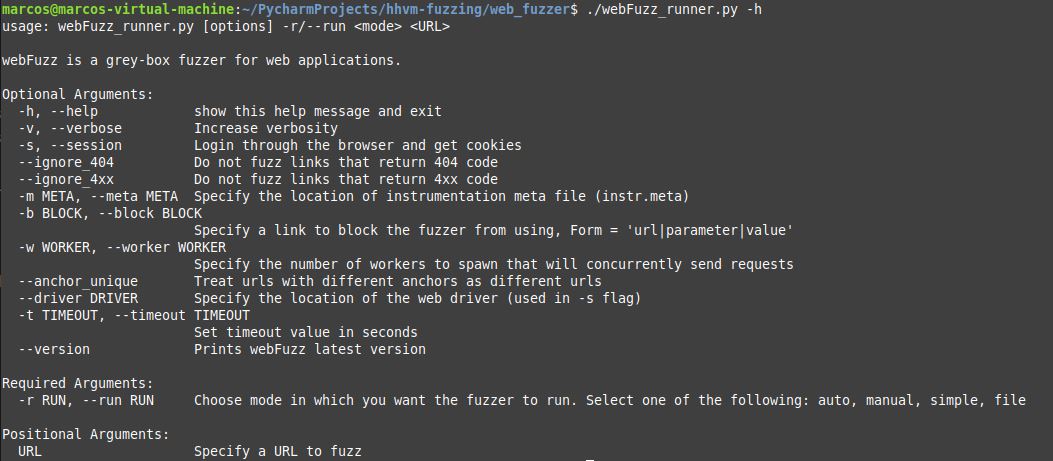 marcos@marcos-virtual-machine:~/PycharmProjects/hhvm-fuzzing/web_fuzzer$ ./webFuzz_runner.py -h
usage: webFuzz_runner.py [options] -r/--run <mode> <URL>
webFuzz is a grey-box fuzzer for web applications.
Optional Arguments:
-h, --help show this help message and exit
-v, --verbose Increase verbosity
-s, --session Login through the browser and get cookies
--ignore_404 Do not fuzz links that return 404 code
--ignore_4xx Do not fuzz links that return 4xx code
-m META, --meta META Specify the location of instrumentation meta file (instr.meta)
-b BLOCK, --block BLOCK
Specify a link to block the fuzzer from using, Form = 'url|parameter|value'
-w WORKER, --worker WORKER
Specify the number of workers to spawn that will concurrently send requests
--anchor_unique Treat urls with different anchors as different urls
--driver DRIVER Specify the location of the web driver (used in -s flag)
-t TIMEOUT, --timeout TIMEOUT
Set timeout value in seconds
--version Prints webFuzz latest version
Required Arguments:
-r RUN, --run RUN Choose mode in which you want the fuzzer to run. Select one of the following: auto, manual, simple, file
Positional Arguments:
URL Specify a URL to fuzz